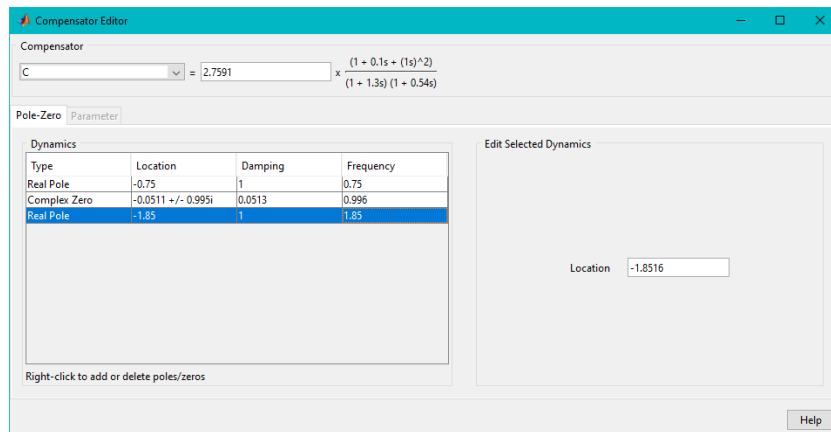 Compensator Editor
Compensator
C = 2.7591 x (1 + 0.1s + (1s)^2)
(1 + 1.3s) (1 + 0.54s)
Pole-Zero Parameter
Dynamics
Type Location Damping Frequency
Real Pole -0.75 1 0.75
Complex Zero -0.0511 +/- 0.995i 0.0513 0.996
Real Pole -1.85 1 1.85
Right-click to add or delete poles/zeros
Edit Selected Dynamics
Location -1.8516
Help